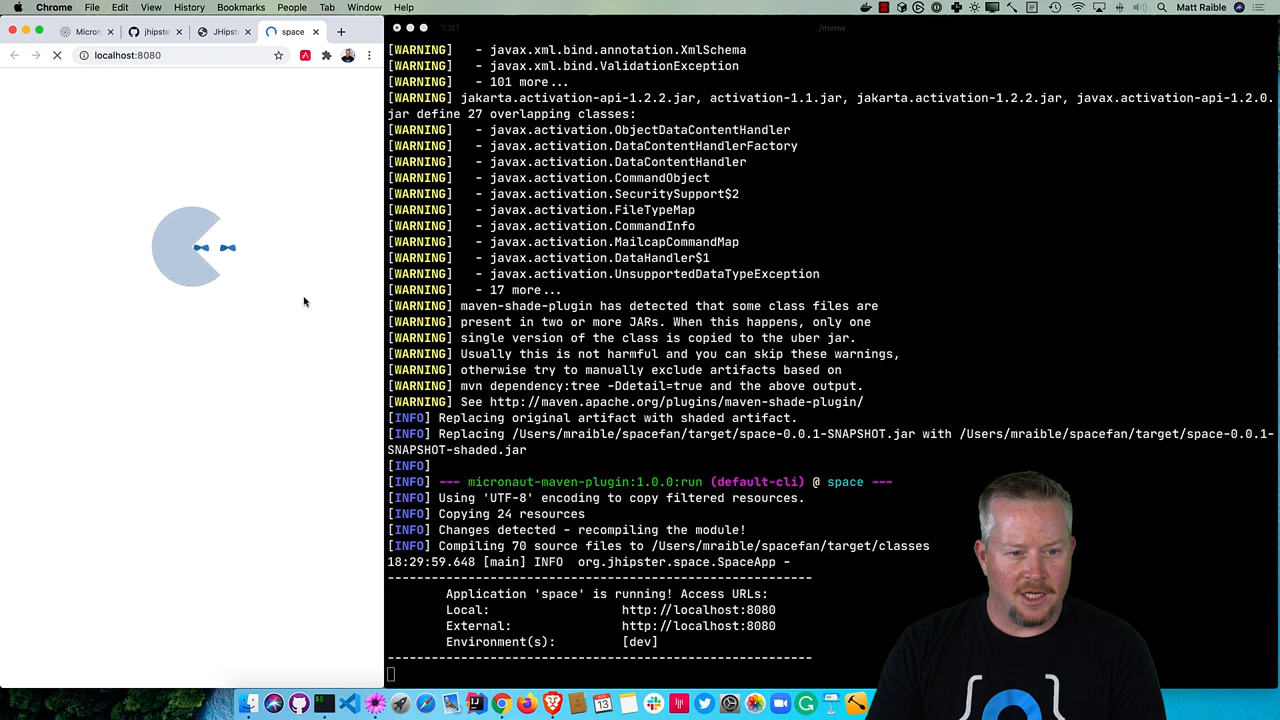 Chrome File Edit View History Bookmarks People Tab Window Help Matt Raible
Micron jhipste JHipst space
localhost:8080
./mvnw
[WARNING] - javax.xml.bind.annotation.XmlSchema
[WARNING] - javax.xml.bind.ValidationException
[WARNING] - 101 more...
[WARNING] jakarta.activation-api-1.2.2.jar, activation-1.1.jar, jakarta.activation-1.2.2.jar, javax.activation-api-1.2.0.
jar define 27 overlapping classes:
[WARNING] - javax.activation.ObjectDataContentHandler
[WARNING] - javax.activation.DataContentHandlerFactory
[WARNING] - javax.activation.DataContentHandler
[WARNING] - javax.activation.CommandObject
[WARNING] - javax.activation.SecuritySupport$2
[WARNING] - javax.activation.FileTypeMap
[WARNING] - javax.activation.CommandInfo
[WARNING] - javax.activation.MailcapCommandMap
[WARNING] - javax.activation.DataHandler$1
[WARNING] - javax.activation.UnsupportedDataTypeException
[WARNING] - 17 more...
[WARNING] maven-shade-plugin has detected that some class files are
[WARNING] present in two or more JARs. When this happens, only one
[WARNING] single version of the class is copied to the uber jar.
[WARNING] Usually this is not harmful and you can skip these warnings,
[WARNING] otherwise try to manually exclude artifacts based on
[WARNING] mvn dependency:tree -Ddetail=true and the above output.
[WARNING] See http://maven.apache.org/plugins/maven-shade-plugin/
[INFO] Replacing original artifact with shaded artifact.
[INFO] Replacing /Users/mraible/spacefan/target/space-0.0.1-SNAPSHOT.jar with /Users/mraible/spacefan/target/space-0.0.1-
SNAPSHOT-shaded.jar
[INFO]
[INFO] --- micronaut-maven-plugin:1.0.0:run (default-cli) @ space ---
[INFO] Using 'UTF-8' encoding to copy filtered resources.
[INFO] Copying 24 resources
[INFO] Changes detected - recompiling the module!
[INFO] Compiling 70 source files to /Users/mraible/spacefan/target/classes
18:29:59.648 [main] INFO org.jhipster.space.SpaceApp -
----------------------------------------------------------
Application 'space' is running! Access URLs:
Local: http://localhost:8080
External: http://localhost:8080
Environment(s): [dev]
----------------------------------------------------------
13